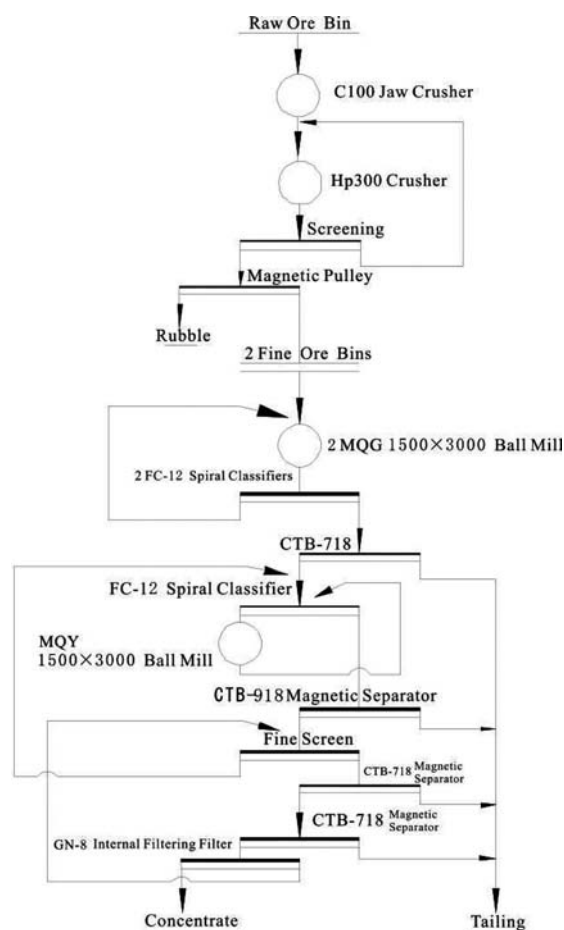 Raw Ore Bin
C100 Jaw Crusher
Hp300 Crusher
Screening
Magnetic Pulley
Rubble
2 Fine Ore Bins
2 MQG 1500×3000 Ball Mill
2 FC-12 Spiral Classifiers
CTB-718
FC-12 Spiral Classifier
MQY
1500×3000 Ball Mill
CTB-918 Magnetic Separator
Fine Screen
CTB-718 Magnetic
Separator
CTB-718 Magnetic
Separator
GN-8 Internal Filtering Filter
Concentrate
Tailing